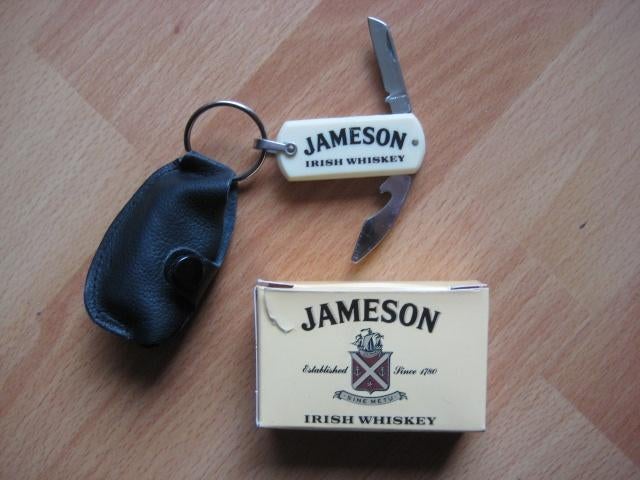 JAMESON
IRISH WHISKEY
JAMESON
Established Since 1780
SINE METU
IRISH WHISKEY